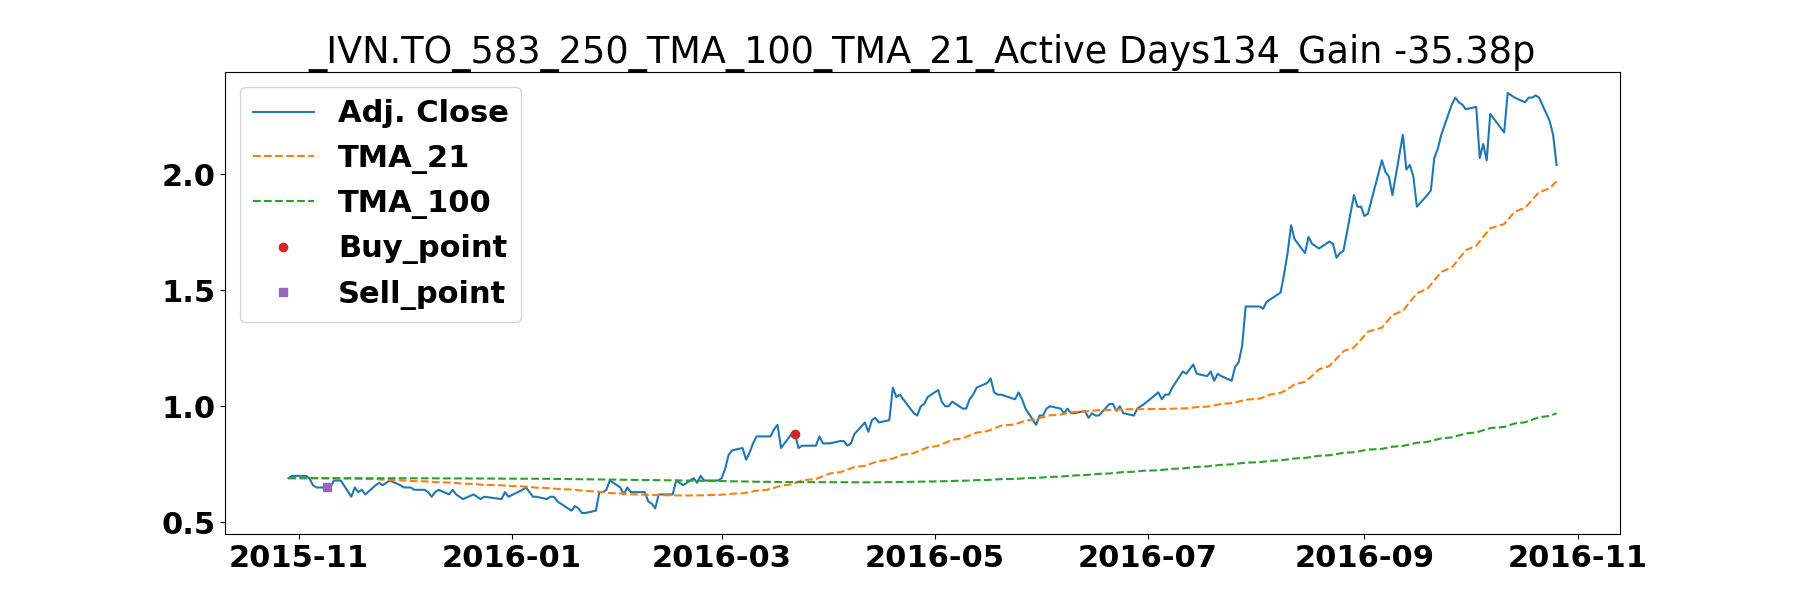 _IVN.TO_583_250_TMA_100_TMA_21_Active Days134_Gain -35.38p
Adj. Close
TMA_21
TMA_100
Buy_point
Sell_point
2.0
1.5
1.0
0.5
2015-11 2016-01 2016-03 2016-05 2016-07 2016-09 2016-11